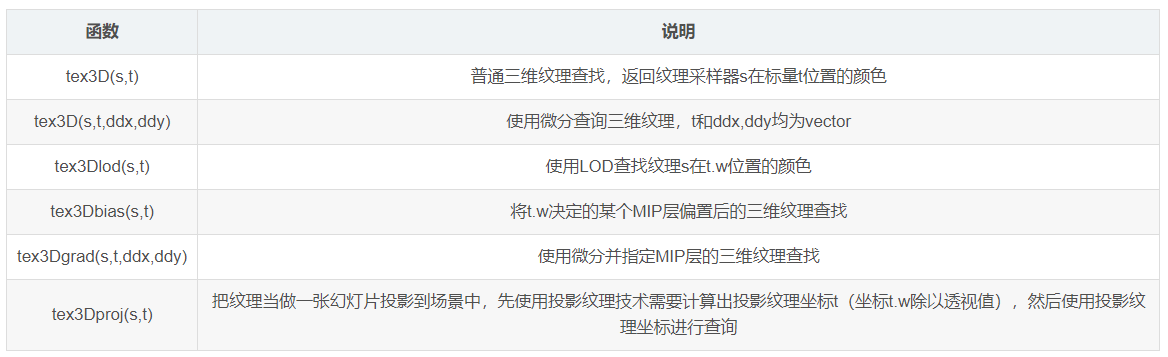 函数 说明
tex3D(s,t) 普通三维纹理查找，返回纹理采样器s在标量t位置的颜色
tex3D(s,t,ddx,ddy) 使用微分查询三维纹理，t和ddx,ddy均为vector
tex3Dlod(s,t) 使用LOD查找纹理s在t.w位置的颜色
tex3Dbias(s,t) 将t.w决定的某个MIP层偏置后的三维纹理查找
tex3Dgrad(s,t,ddx,ddy) 使用微分并指定MIP层的三维纹理查找
tex3Dproj(s,t) 把纹理当做一张幻灯片投影到场景中，先使用投影纹理技术需要计算出投影纹理坐标t（坐标t.w除以透视值），然后使用投影纹
理坐标进行查询